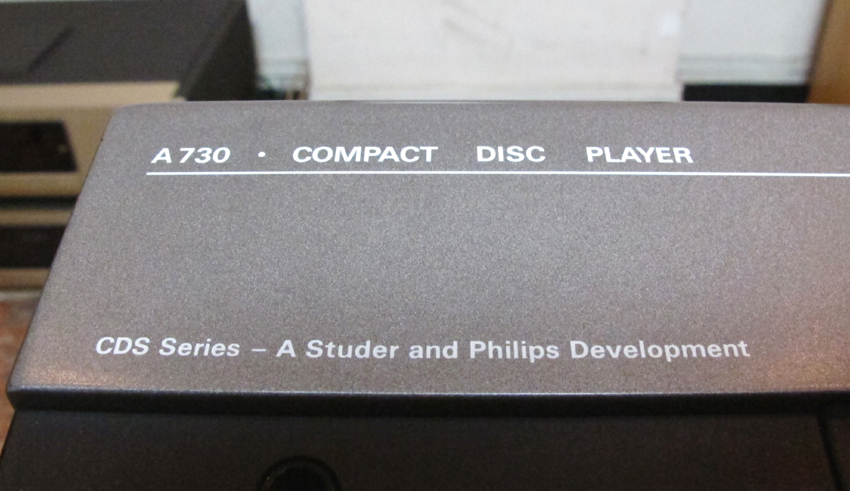 A730 · COMPACT DISC PLAYER
CDS Series – A Studer and Philips Development